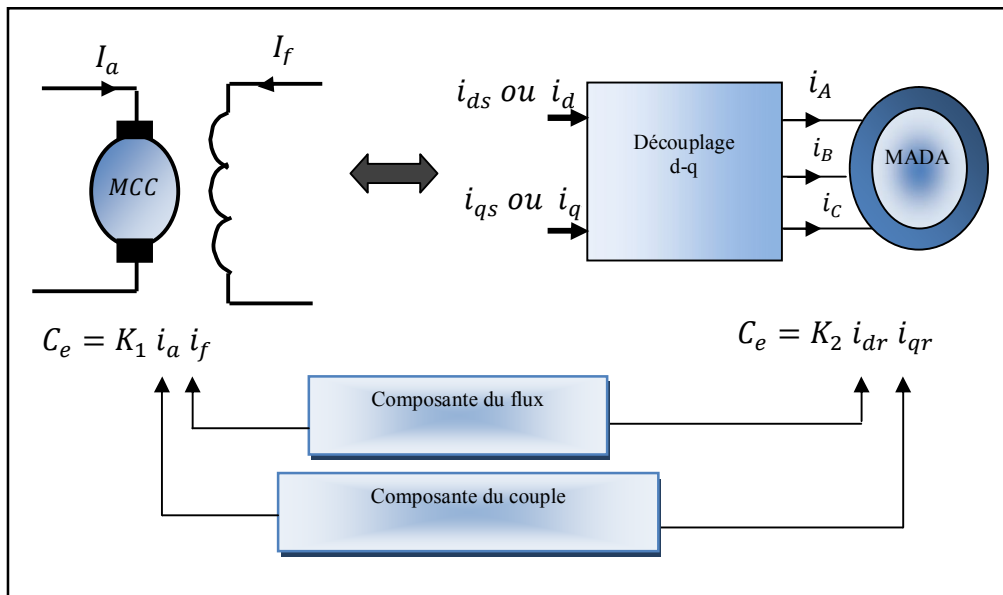 I_a
I_f
MCC
i_ds ou i_d
i_qs ou i_q
Découplage
d-q
i_A
i_B
i_C
MADA
C_e = K_1 i_a i_f
C_e = K_2 i_dr i_qr
Composante du flux
Composante du couple